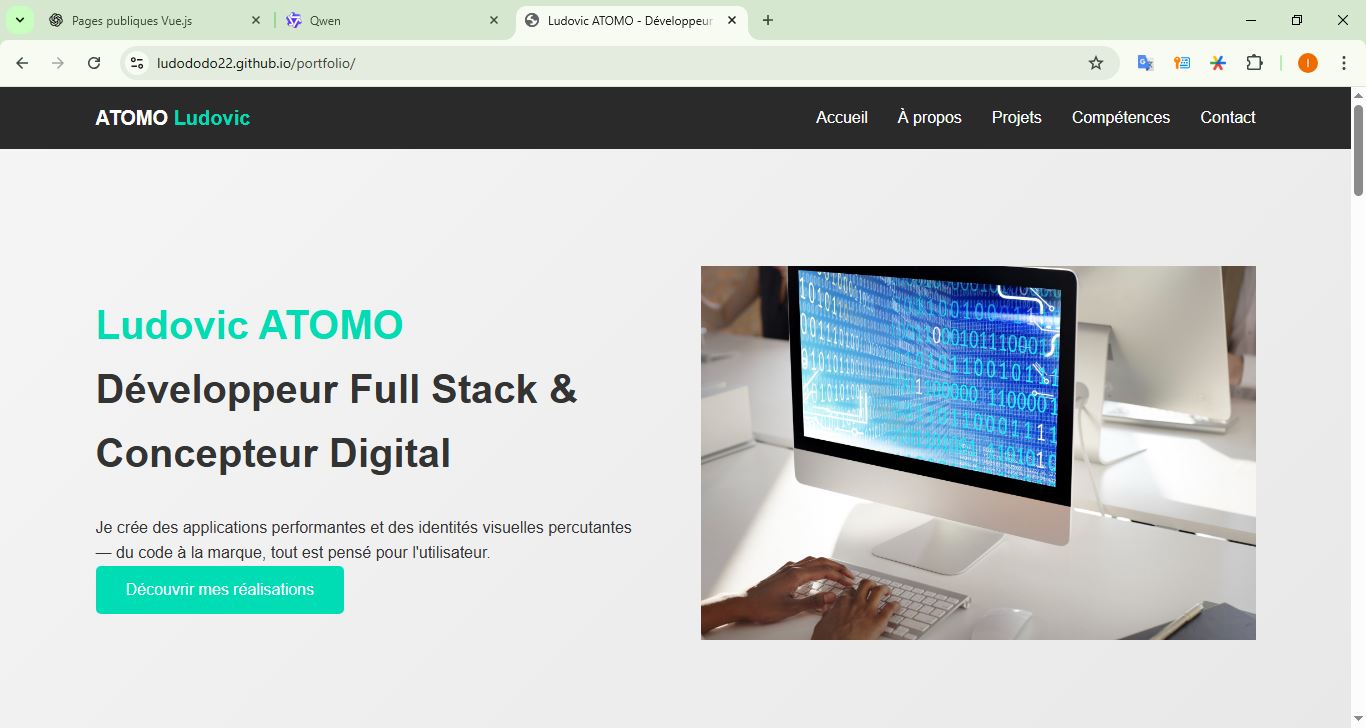 Pages publiques Vue.js
Qwen
Ludovic ATOMO - Développeur
ludododo22.github.io/portfolio/
I
ATOMO Ludovic
Accueil À propos Projets Compétences Contact
Ludovic ATOMO
Développeur Full Stack &
Concepteur Digital
Je crée des applications performantes et des identités visuelles percutantes
— du code à la marque, tout est pensé pour l'utilisateur.
Découvrir mes réalisations